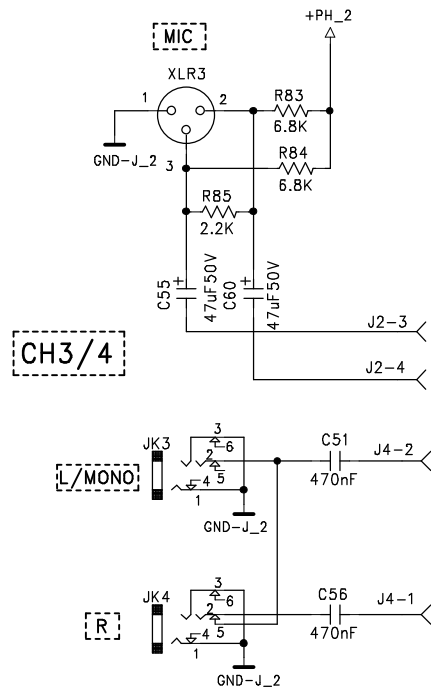 +PH_2
MIC
XLR3
1
2
R83
6.8K
GND-J_2
3
R84
6.8K
R85
2.2K
C55
+
47uF50V
C60
+
47uF50V
J2-3
CH3/4
J2-4
JK3
3
6
2
5
4
1
L/MONO
C51
470nF
J4-2
GND-J_2
JK4
3
6
2
5
4
1
R
C56
470nF
J4-1
GND-J_2